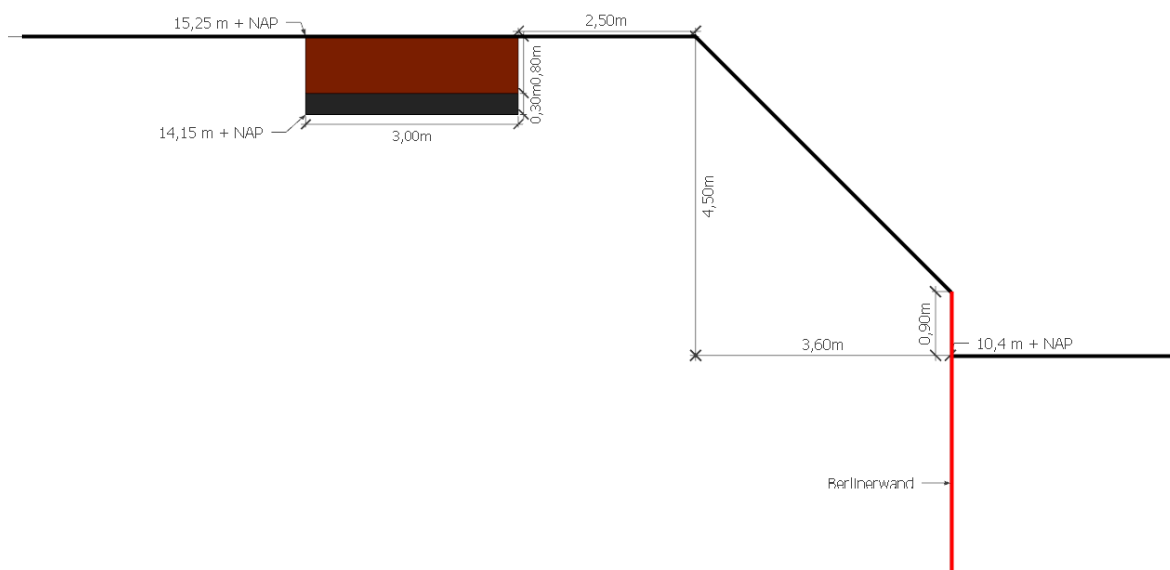 15,25 m + NAP
2,50m
0,80m
0,30m
14,15 m + NAP
3,00m
4,50m
0,90m
3,60m
10,4 m + NAP
Berlinerwand